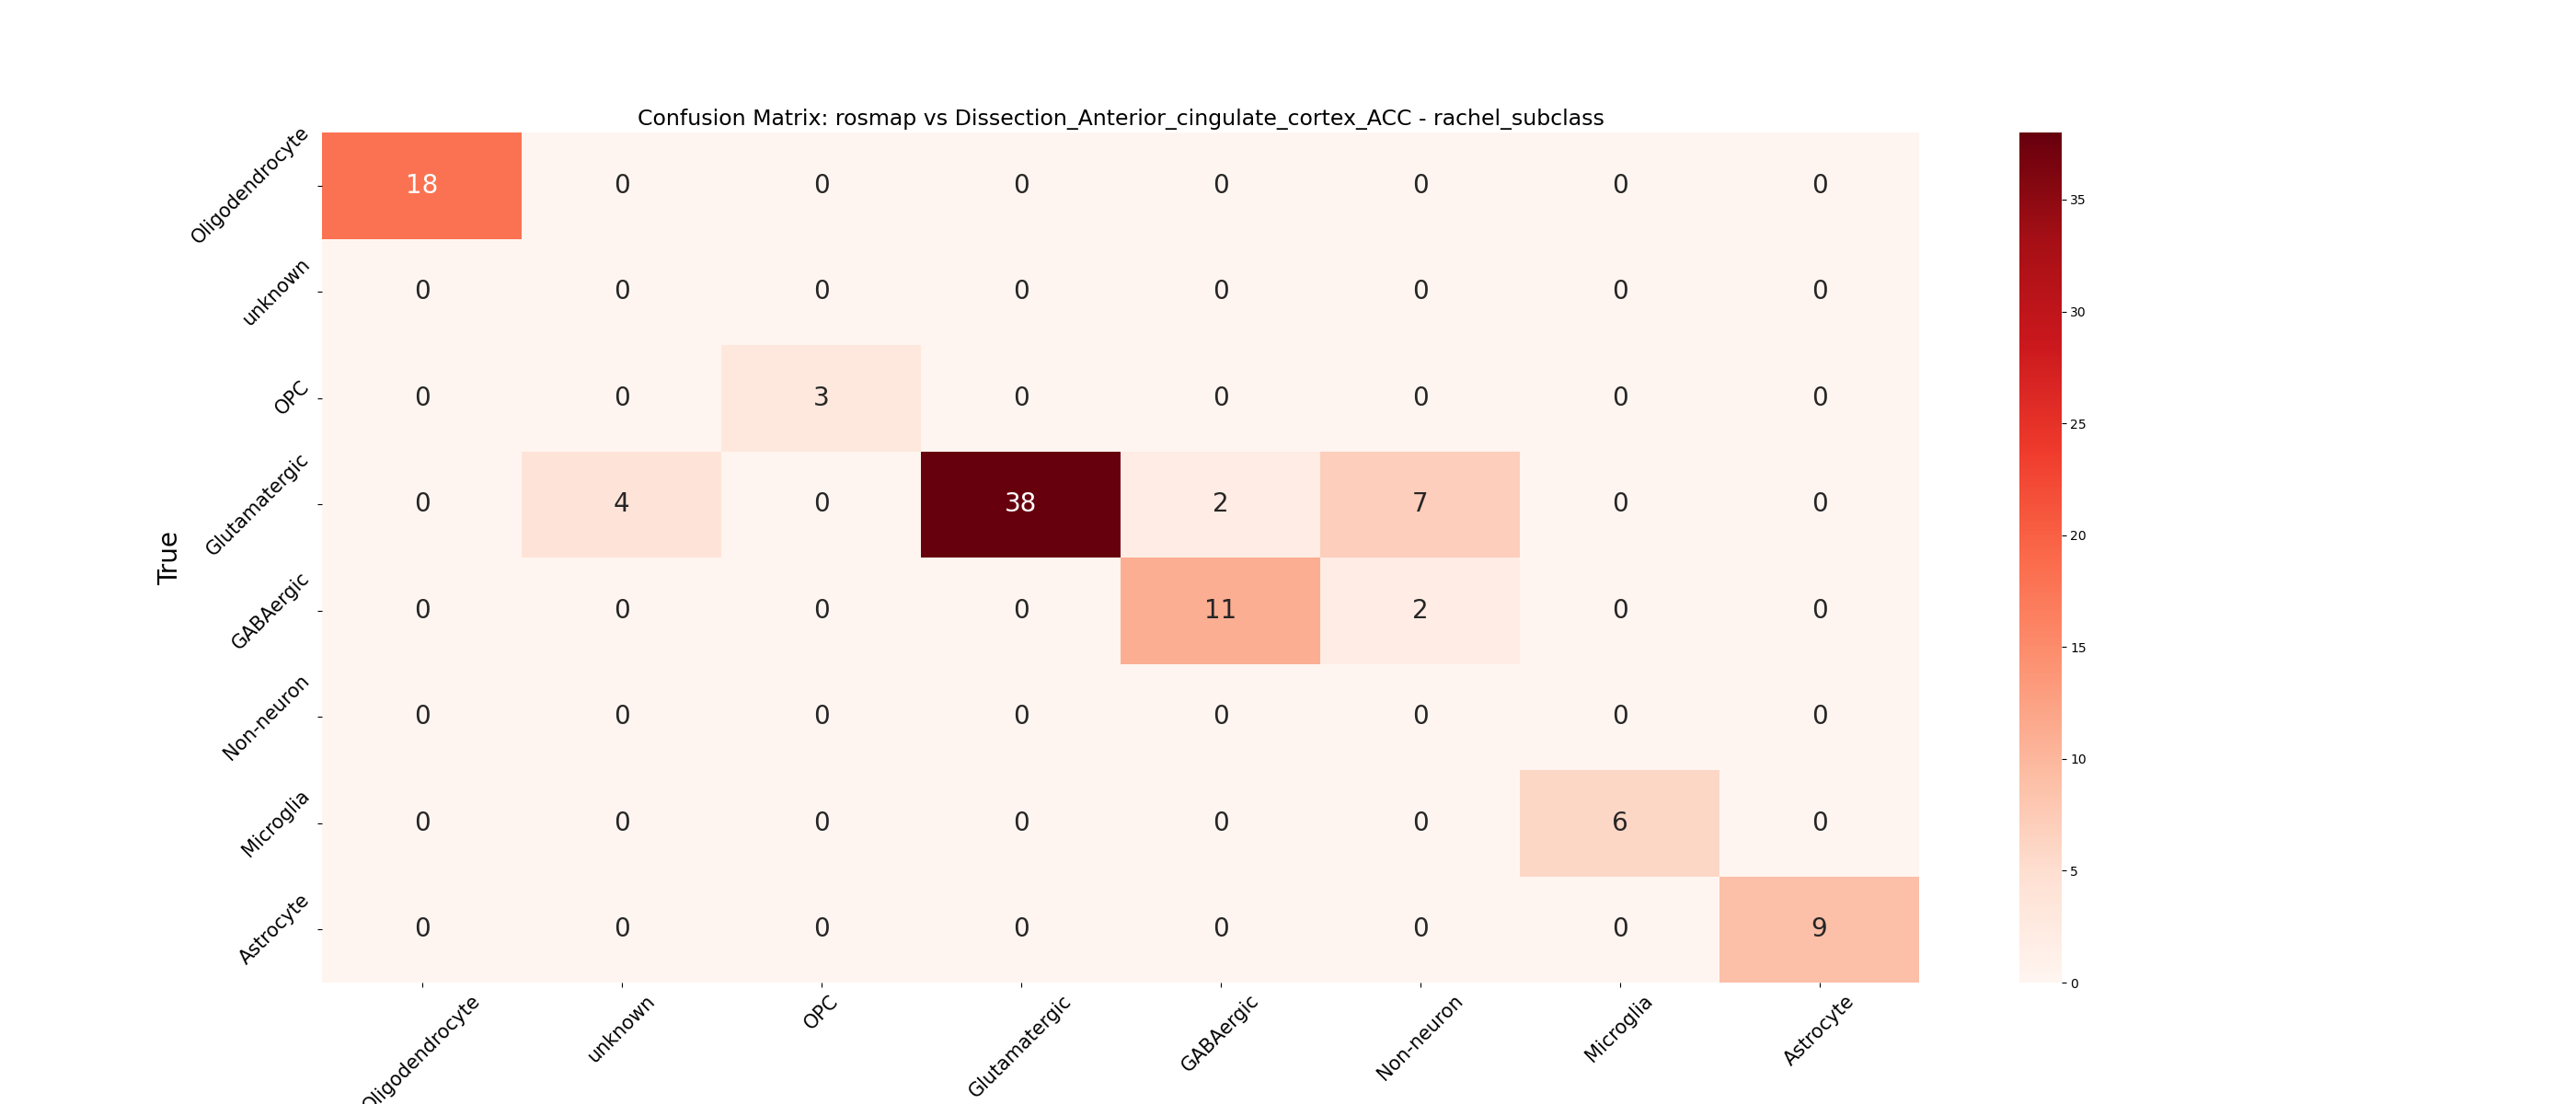 Confusion Matrix: rosmap vs Dissection_Anterior_cingulate_cortex_ACC - rachel_subclass
True
Oligodendrocyte 18 0 0 0 0 0 0 0
unknown 0 0 0 0 0 0 0 0
OPC 0 0 3 0 0 0 0 0
Glutamatergic 0 4 0 38 2 7 0 0
GABAergic 0 0 0 0 11 2 0 0
Non-neuron 0 0 0 0 0 0 0 0
Microglia 0 0 0 0 0 0 6 0
Astrocyte 0 0 0 0 0 0 0 9
Oligodendrocyte unknown OPC Glutamatergic GABAergic Non-neuron Microglia Astrocyte
35
30
25
20
15
10
5
0